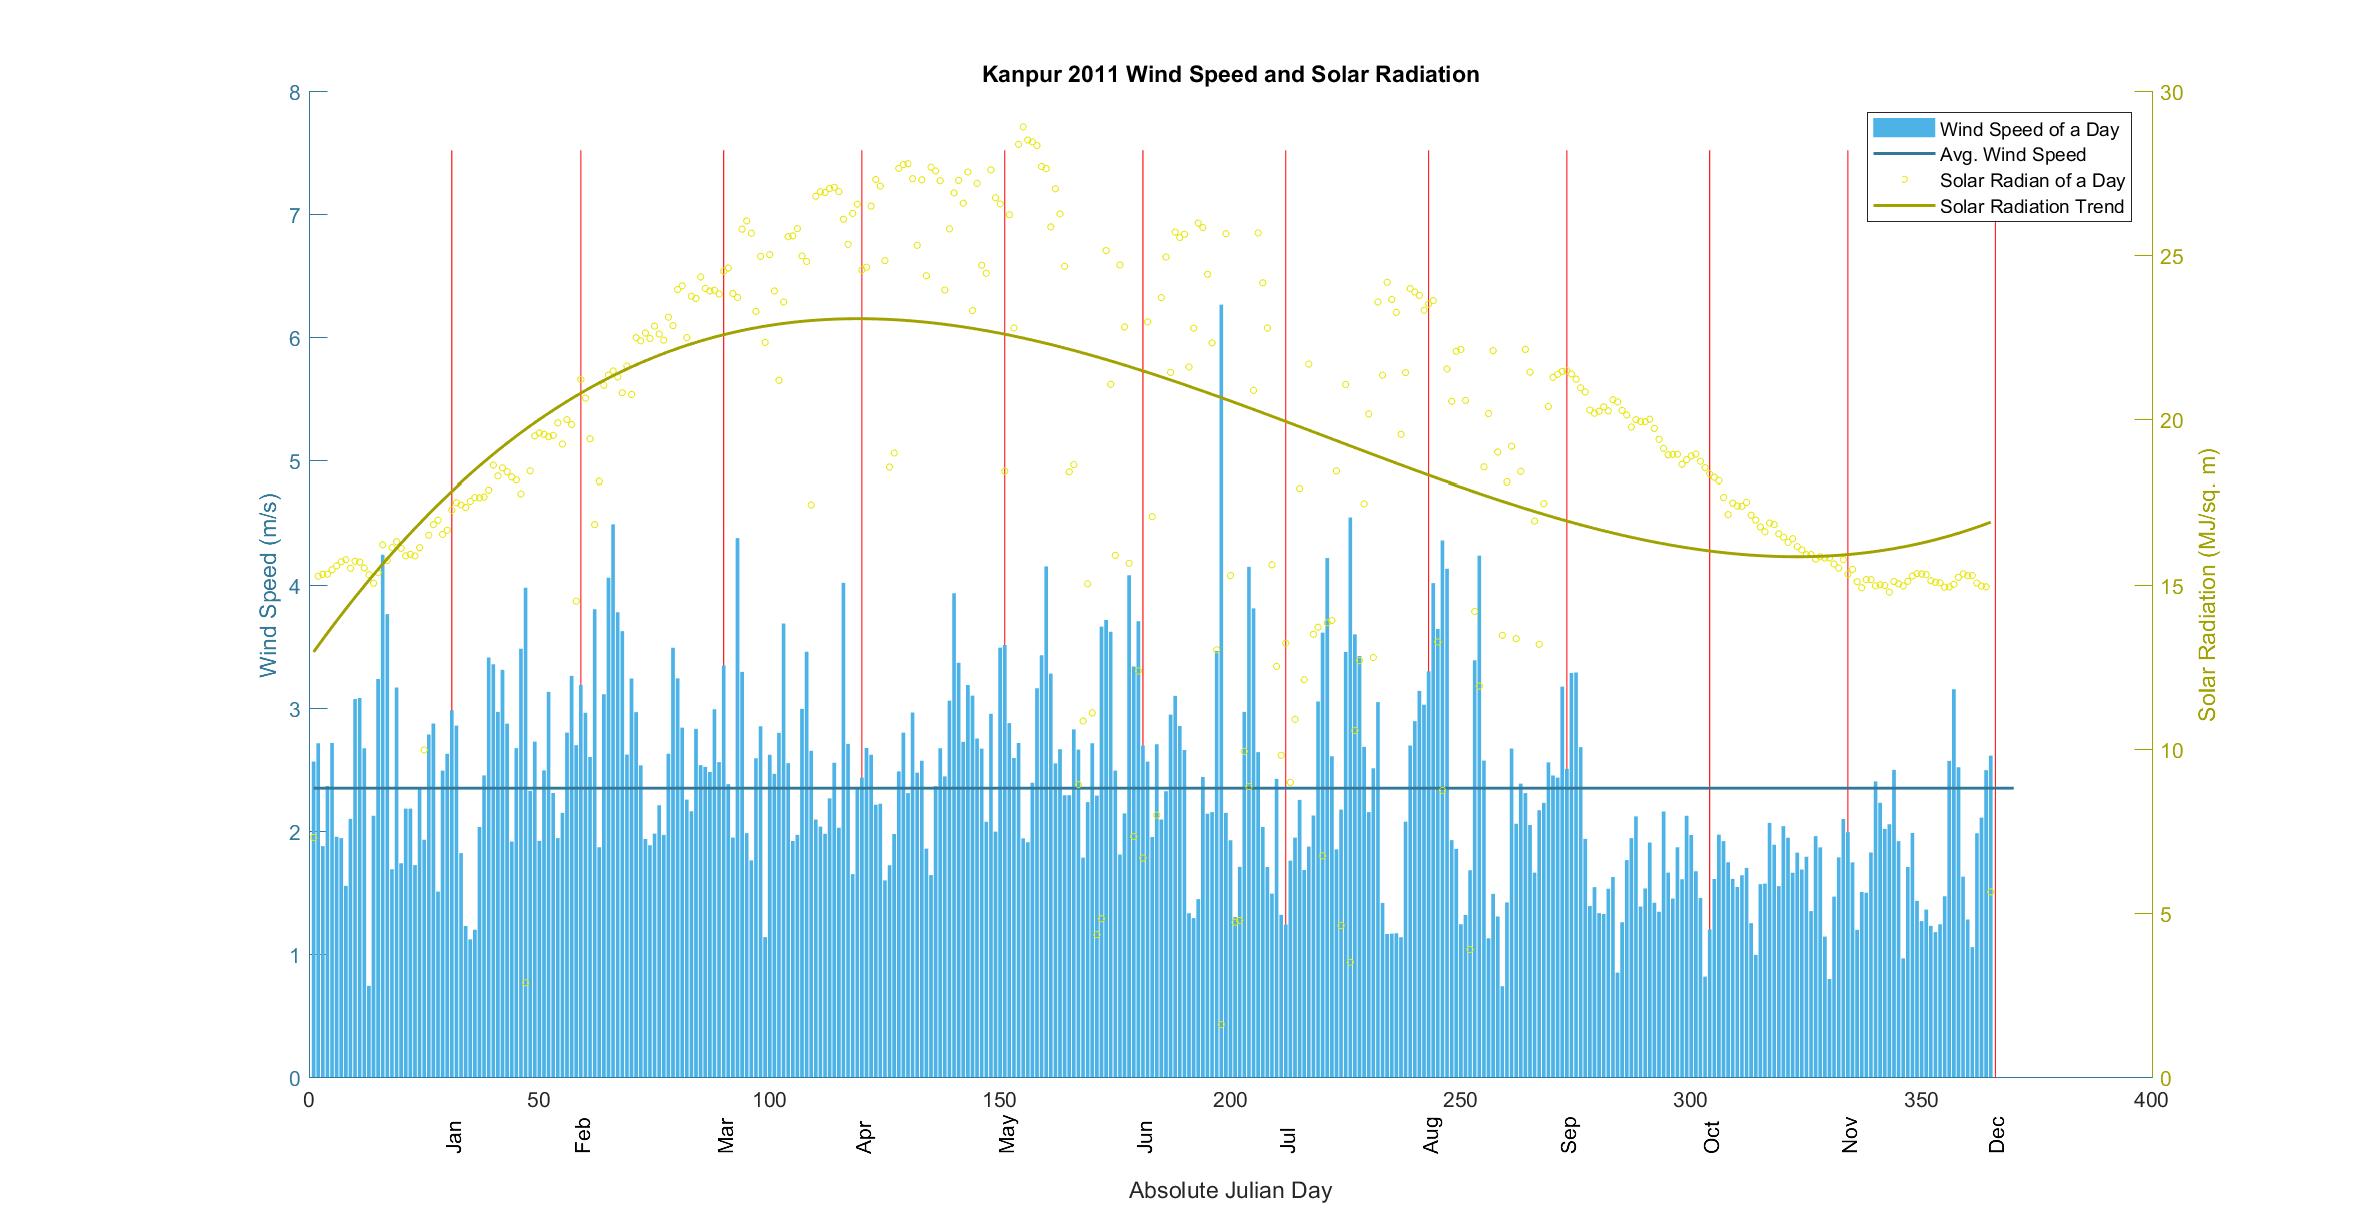 Kanpur 2011 Wind Speed and Solar Radiation
Wind Speed of a Day
Avg. Wind Speed
Solar Radian of a Day
Solar Radiation Trend
Wind Speed (m/s)
8
7
6
5
4
3
2
1
0
Solar Radiation (MJ/sq. m)
30
25
20
15
10
5
0
0 50 100 150 200 250 300 350 400
Jan Feb Mar Apr May Jun Jul Aug Sep Oct Nov Dec
Absolute Julian Day